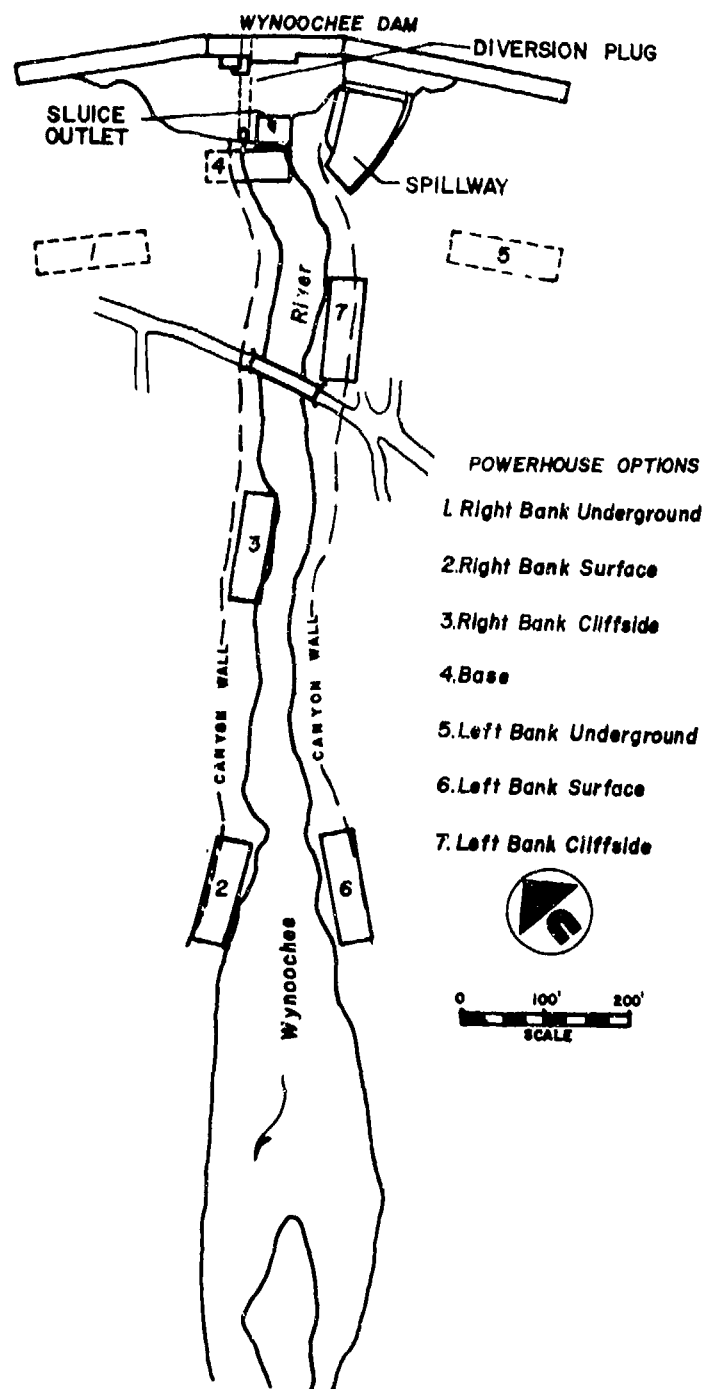 WYNOOCHEE DAM
DIVERSION PLUG
SLUICE
OUTLET
4
SPILLWAY
1
5
River
7
3
CANYON WALL
CANYON WALL
2
6
Wynoochee
POWERHOUSE OPTIONS
1. Right Bank Underground
2.Right Bank Surface
3.Right Bank Cliffside
4.Base
5.Left Bank Underground
6.Left Bank Surface
7. Left Bank Cliffside
0 100' 200'
SCALE